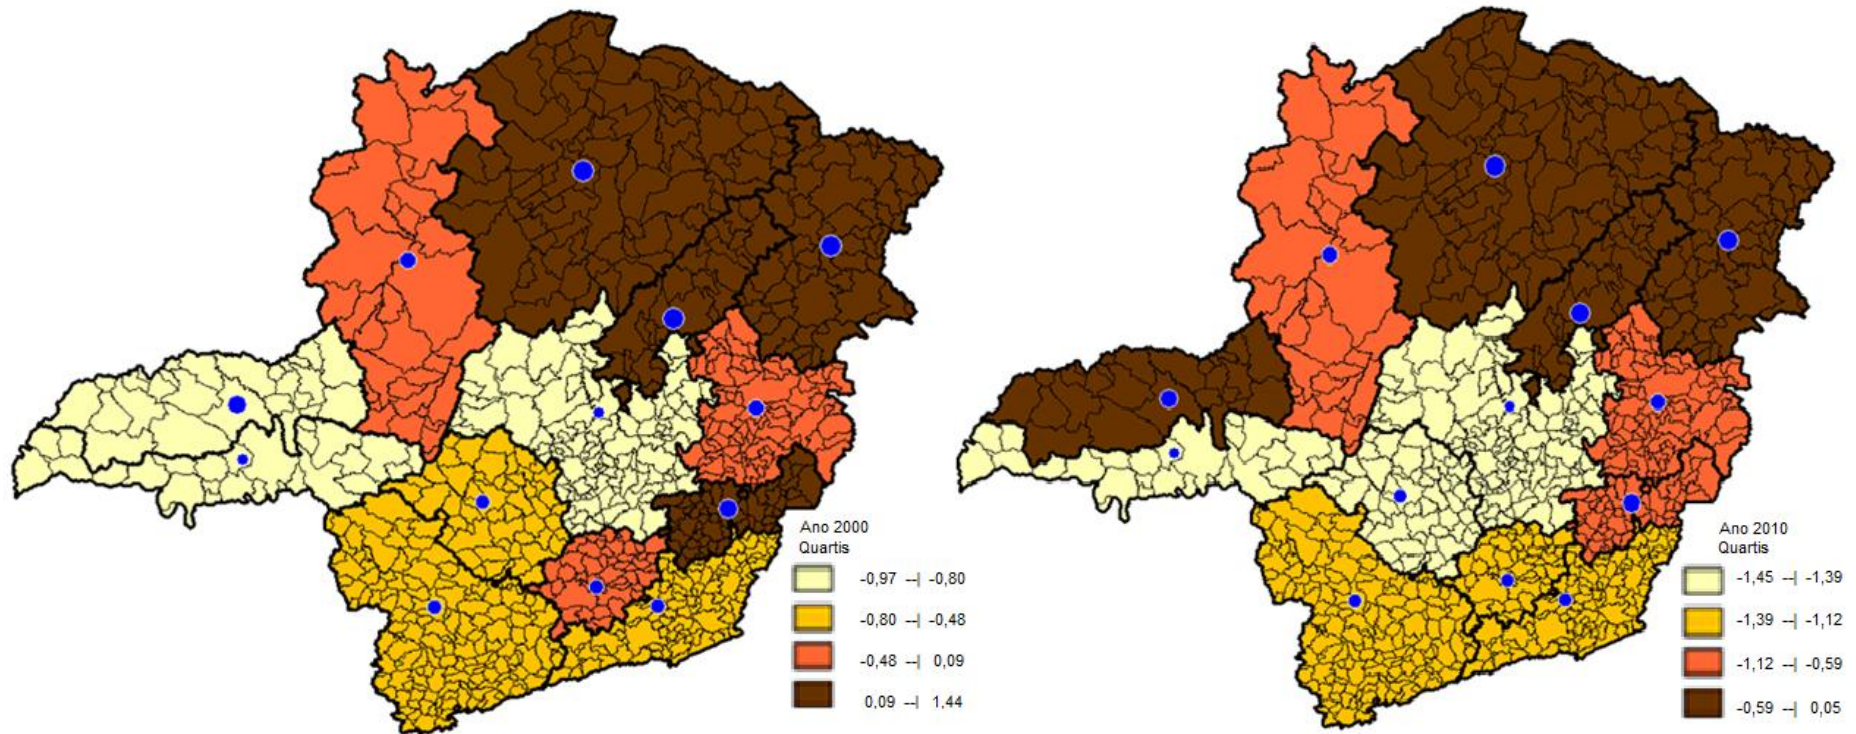 Ano 2000
Quartis
-0,97 --| -0,80
-0,80 --| -0,48
-0,48 --| 0,09
0,09 --| 1,44
Ano 2010
Quartis
-1,45 --| -1,39
-1,39 --| -1,12
-1,12 --| -0,59
-0,59 --| 0,05